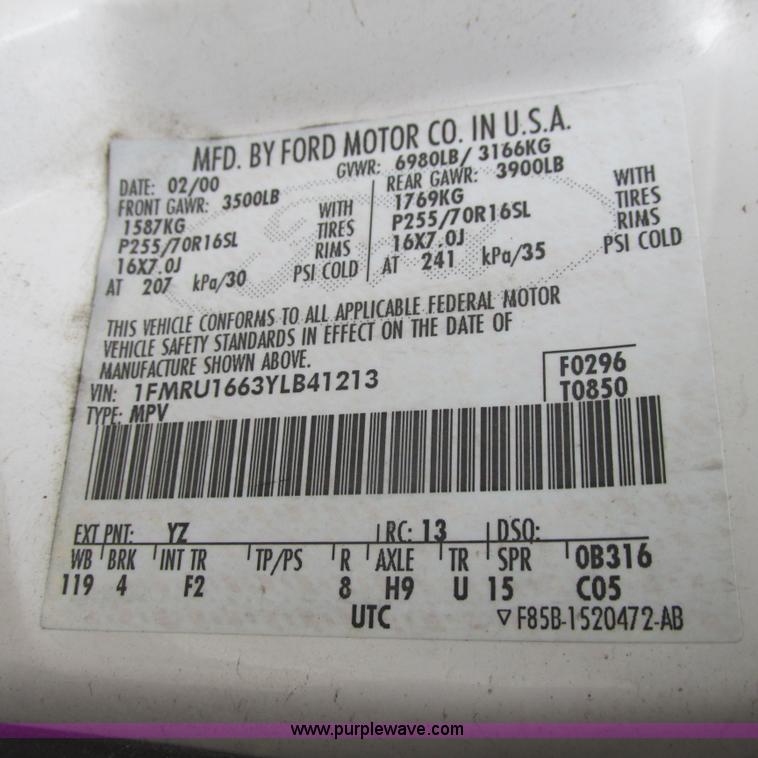 MFD. BY FORD MOTOR CO. IN U.S.A.
DATE: 02/00 GVWR: 6980LB/ 3166KG
FRONT GAWR: 3500LB REAR GAWR: 3900LB
1587KG WITH 1769KG WITH
P255/70R16SL TIRES P255/70R16SL TIRES
16X7.0J RIMS 16X7.0J RIMS
AT 207 kPa/30 PSI COLD AT 241 kPa/35 PSI COLD
Ford
THIS VEHICLE CONFORMS TO ALL APPLICABLE FEDERAL MOTOR
VEHICLE SAFETY STANDARDS IN EFFECT ON THE DATE OF
MANUFACTURE SHOWN ABOVE.
VIN: 1FMRU1663YLB41213 F0296
TYPE: MPV T0850
EXT PNT: YZ RC: 13 DSO:
WB BRK INT TR TP/PS R AXLE TR SPR 0B316
119 4 F2 8 H9 U 15 C05
UTC ▽F85B-1520472-AB
www.purplewave.com